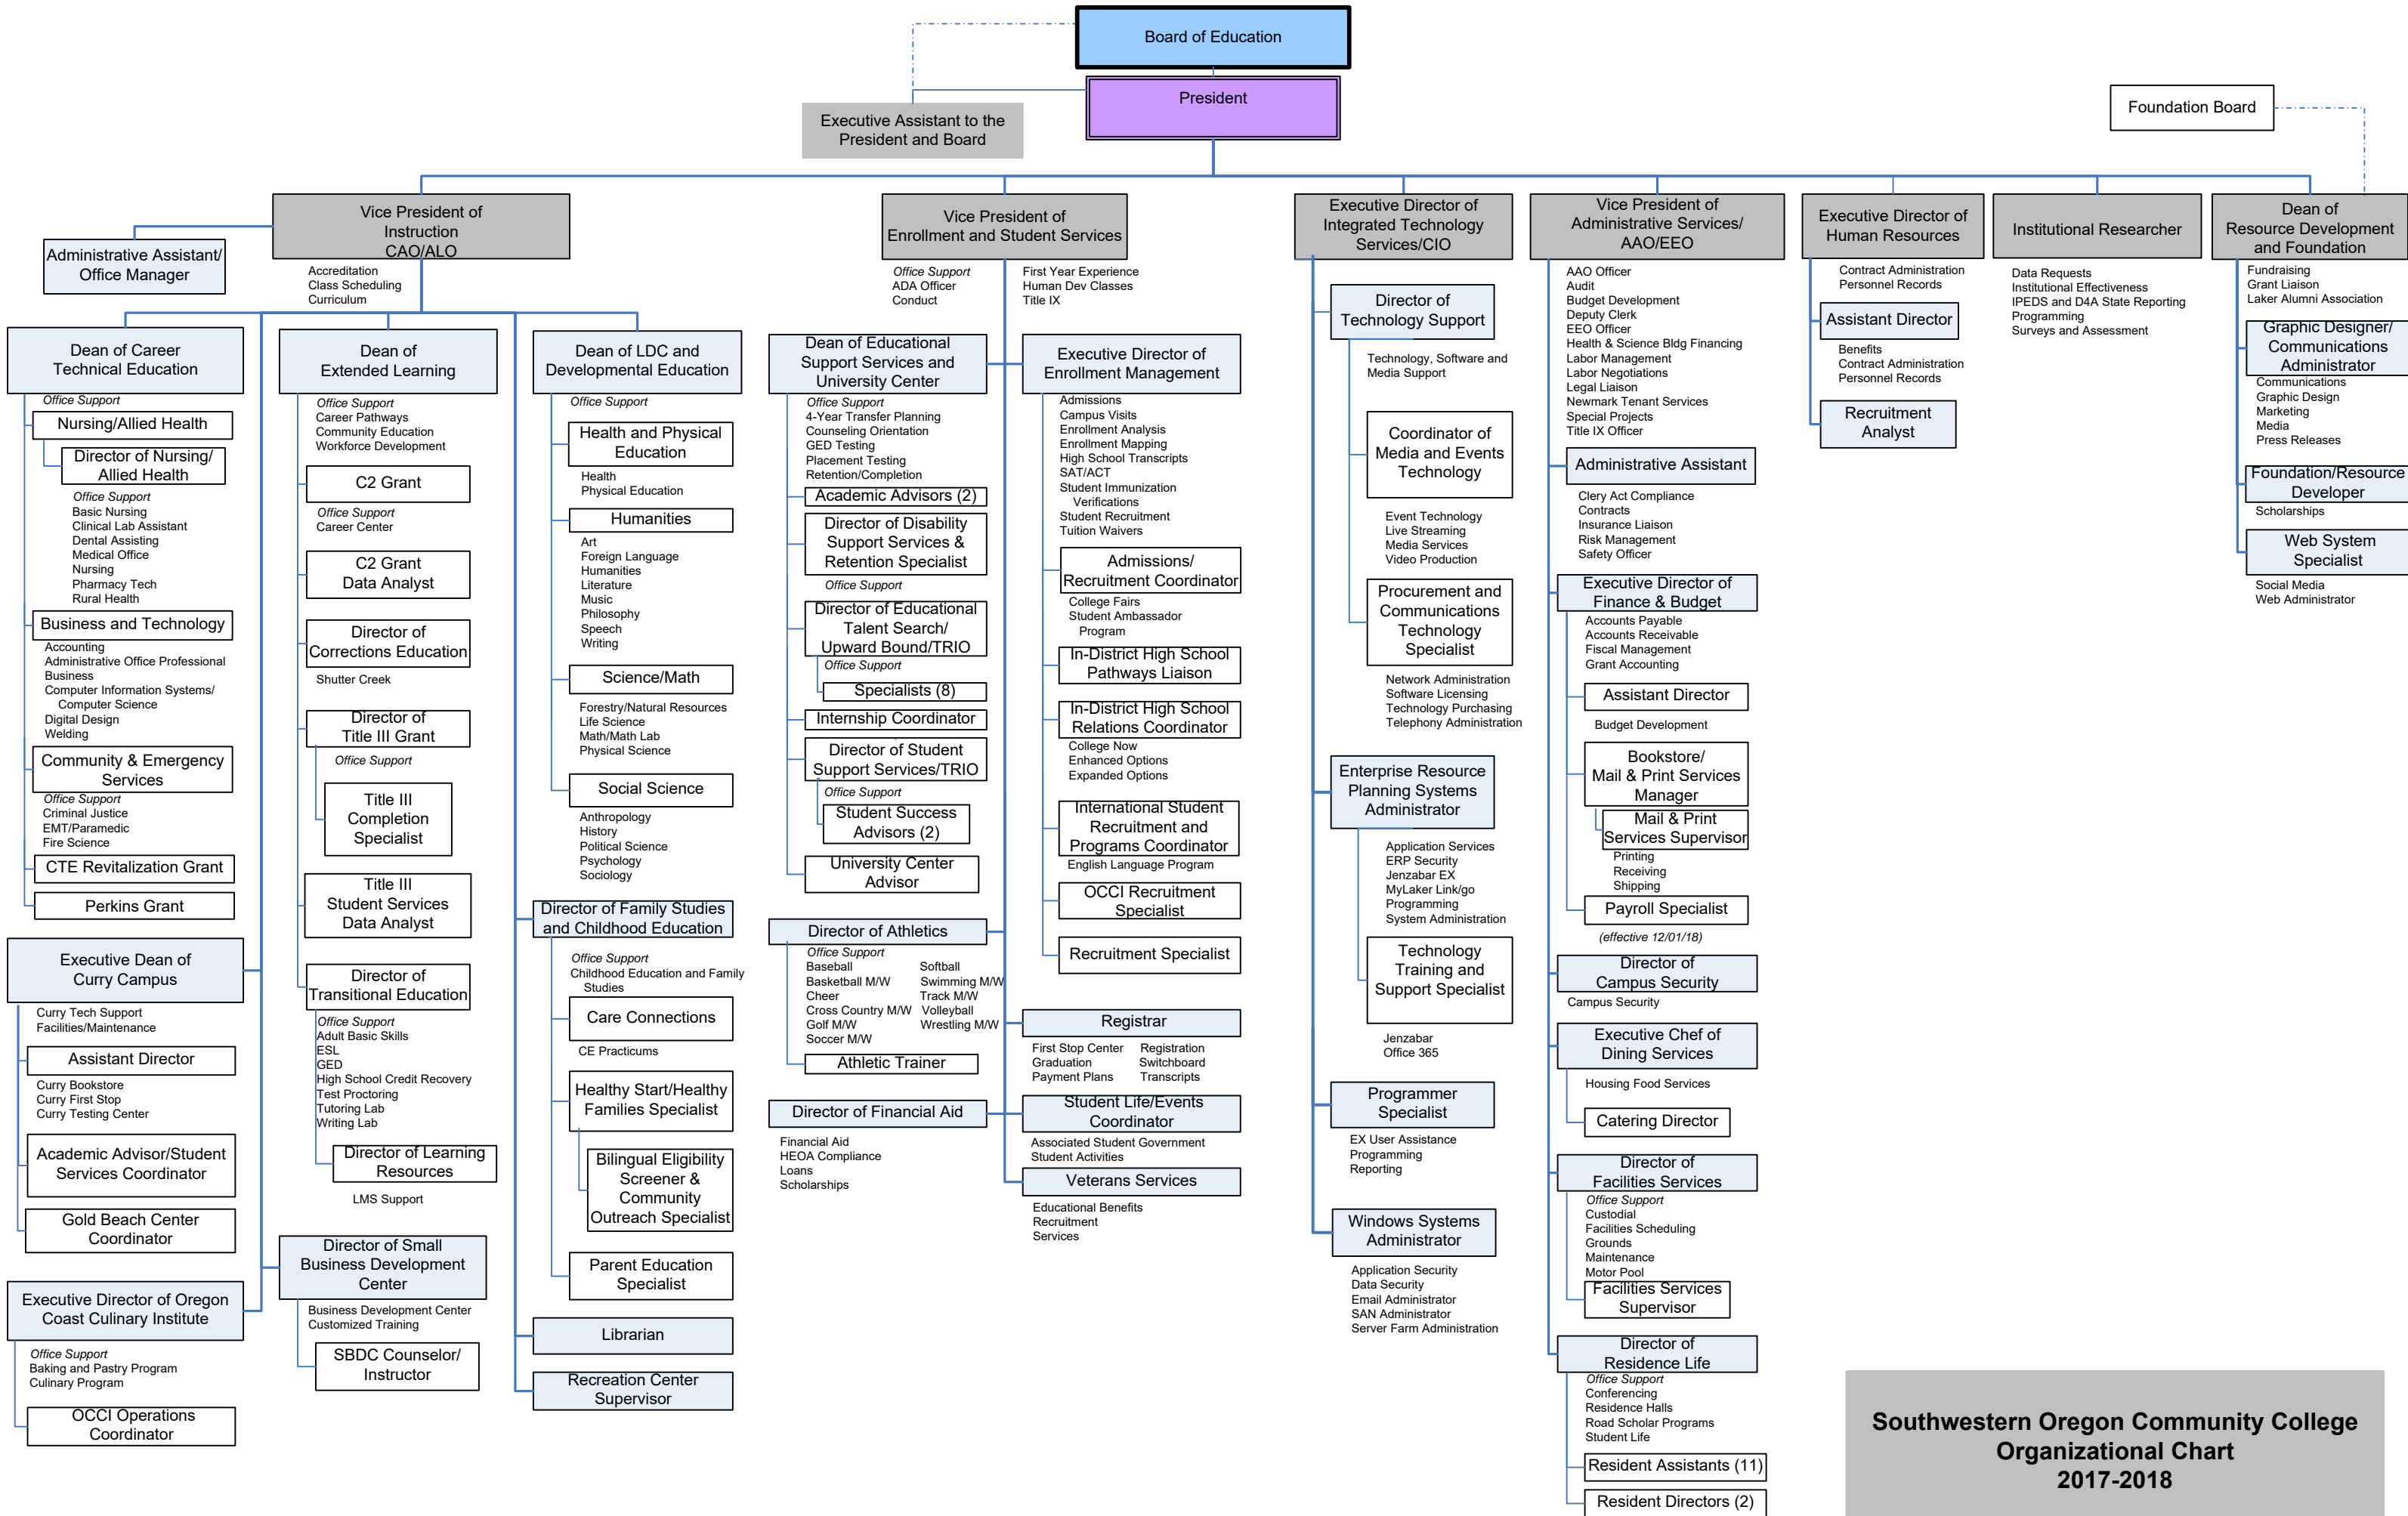 Board of Education
President
Executive Assistant to the
President and Board
Foundation Board
Vice President of
Instruction
CAO/ALO
Accreditation
Class Scheduling
Curriculum
Administrative Assistant/
Office Manager
Dean of Career
Technical Education
Office Support
Nursing/Allied Health
Director of Nursing/
Allied Health
Office Support
Basic Nursing
Clinical Lab Assistant
Dental Assisting
Medical Office
Nursing
Pharmacy Tech
Rural Health
Business and Technology
Accounting
Administrative Office Professional
Business
Computer Information Systems/
Computer Science
Digital Design
Welding
Community & Emergency
Services
Office Support
Criminal Justice
EMT/Paramedic
Fire Science
CTE Revitalization Grant
Perkins Grant
Executive Dean of
Curry Campus
Curry Tech Support
Facilities/Maintenance
Assistant Director
Curry Bookstore
Curry First Stop
Curry Testing Center
Academic Advisor/Student
Services Coordinator
Gold Beach Center
Coordinator
Executive Director of Oregon
Coast Culinary Institute
Office Support
Baking and Pastry Program
Culinary Program
OCCI Operations
Coordinator
Dean of
Extended Learning
Office Support
Career Pathways
Community Education
Workforce Development
C2 Grant
Office Support
Career Center
C2 Grant
Data Analyst
Director of
Corrections Education
Shutter Creek
Director of
Title III Grant
Office Support
Title III
Completion
Specialist
Title III
Student Services
Data Analyst
Director of
Transitional Education
Office Support
Adult Basic Skills
ESL
GED
High School Credit Recovery
Test Proctoring
Tutoring Lab
Writing Lab
Director of Learning
Resources
LMS Support
Director of Small
Business Development
Center
Business Development Center
Customized Training
SBDC Counselor/
Instructor
Dean of LDC and
Developmental Education
Office Support
Health and Physical
Education
Health
Physical Education
Humanities
Art
Foreign Language
Humanities
Literature
Music
Philosophy
Speech
Writing
Science/Math
Forestry/Natural Resources
Life Science
Math/Math Lab
Physical Science
Social Science
Anthropology
History
Political Science
Psychology
Sociology
Director of Family Studies
and Childhood Education
Office Support
Childhood Education and Family
Studies
Care Connections
CE Practicums
Healthy Start/Healthy
Families Specialist
Bilingual Eligibility
Screener &
Community
Outreach Specialist
Parent Education
Specialist
Librarian
Recreation Center
Supervisor
Vice President of
Enrollment and Student Services
Office Support
ADA Officer
Conduct
First Year Experience
Human Dev Classes
Title IX
Dean of Educational
Support Services and
University Center
Office Support
4-Year Transfer Planning
Counseling Orientation
GED Testing
Placement Testing
Retention/Completion
Academic Advisors (2)
Director of Disability
Support Services &
Retention Specialist
Office Support
Director of Educational
Talent Search/
Upward Bound/TRIO
Office Support
Specialists (8)
Internship Coordinator
Director of Student
Support Services/TRIO
Office Support
Student Success
Advisors (2)
University Center
Advisor
Director of Athletics
Office Support
Baseball
Basketball M/W
Cheer
Cross Country M/W
Golf M/W
Soccer M/W
Softball
Swimming M/W
Track M/W
Volleyball
Wrestling M/W
Athletic Trainer
Director of Financial Aid
Financial Aid
HEOA Compliance
Loans
Scholarships
Executive Director of
Enrollment Management
Admissions
Campus Visits
Enrollment Analysis
Enrollment Mapping
High School Transcripts
SAT/ACT
Student Immunization
Verifications
Student Recruitment
Tuition Waivers
Admissions/
Recruitment Coordinator
College Fairs
Student Ambassador
Program
In-District High School
Pathways Liaison
In-District High School
Relations Coordinator
College Now
Enhanced Options
Expanded Options
International Student
Recruitment and
Programs Coordinator
English Language Program
OCCI Recruitment
Specialist
Recruitment Specialist
Registrar
First Stop Center
Graduation
Payment Plans
Registration
Switchboard
Transcripts
Student Life/Events
Coordinator
Associated Student Government
Student Activities
Veterans Services
Educational Benefits
Recruitment
Services
Executive Director of
Integrated Technology
Services/CIO
Director of
Technology Support
Technology, Software and
Media Support
Coordinator of
Media and Events
Technology
Event Technology
Live Streaming
Media Services
Video Production
Procurement and
Communications
Technology
Specialist
Network Administration
Software Licensing
Technology Purchasing
Telephony Administration
Enterprise Resource
Planning Systems
Administrator
Application Services
ERP Security
Jenzabar EX
MyLaker Link/go
Programming
System Administration
Technology
Training and
Support Specialist
Jenzabar
Office 365
Programmer
Specialist
EX User Assistance
Programming
Reporting
Windows Systems
Administrator
Application Security
Data Security
Email Administrator
SAN Administrator
Server Farm Administration
Vice President of
Administrative Services/
AAO/EEO
AAO Officer
Audit
Budget Development
Deputy Clerk
EEO Officer
Health & Science Bldg Financing
Labor Management
Labor Negotiations
Legal Liaison
Newmark Tenant Services
Special Projects
Title IX Officer
Administrative Assistant
Clery Act Compliance
Contracts
Insurance Liaison
Risk Management
Safety Officer
Executive Director of
Finance & Budget
Accounts Payable
Accounts Receivable
Fiscal Management
Grant Accounting
Assistant Director
Budget Development
Bookstore/
Mail & Print Services
Manager
Mail & Print
Services Supervisor
Printing
Receiving
Shipping
Payroll Specialist
(effective 12/01/18)
Director of
Campus Security
Campus Security
Executive Chef of
Dining Services
Housing Food Services
Catering Director
Director of
Facilities Services
Office Support
Custodial
Facilities Scheduling
Grounds
Maintenance
Motor Pool
Facilities Services
Supervisor
Director of
Residence Life
Office Support
Conferencing
Residence Halls
Road Scholar Programs
Student Life
Resident Assistants (11)
Resident Directors (2)
Executive Director of
Human Resources
Contract Administration
Personnel Records
Assistant Director
Benefits
Contract Administration
Personnel Records
Recruitment
Analyst
Institutional Researcher
Data Requests
Institutional Effectiveness
IPEDS and D4A State Reporting
Programming
Surveys and Assessment
Dean of
Resource Development
and Foundation
Fundraising
Grant Liaison
Laker Alumni Association
Graphic Designer/
Communications
Administrator
Communications
Graphic Design
Marketing
Media
Press Releases
Foundation/Resource
Developer
Scholarships
Web System
Specialist
Social Media
Web Administrator
Southwestern Oregon Community College
Organizational Chart
2017-2018